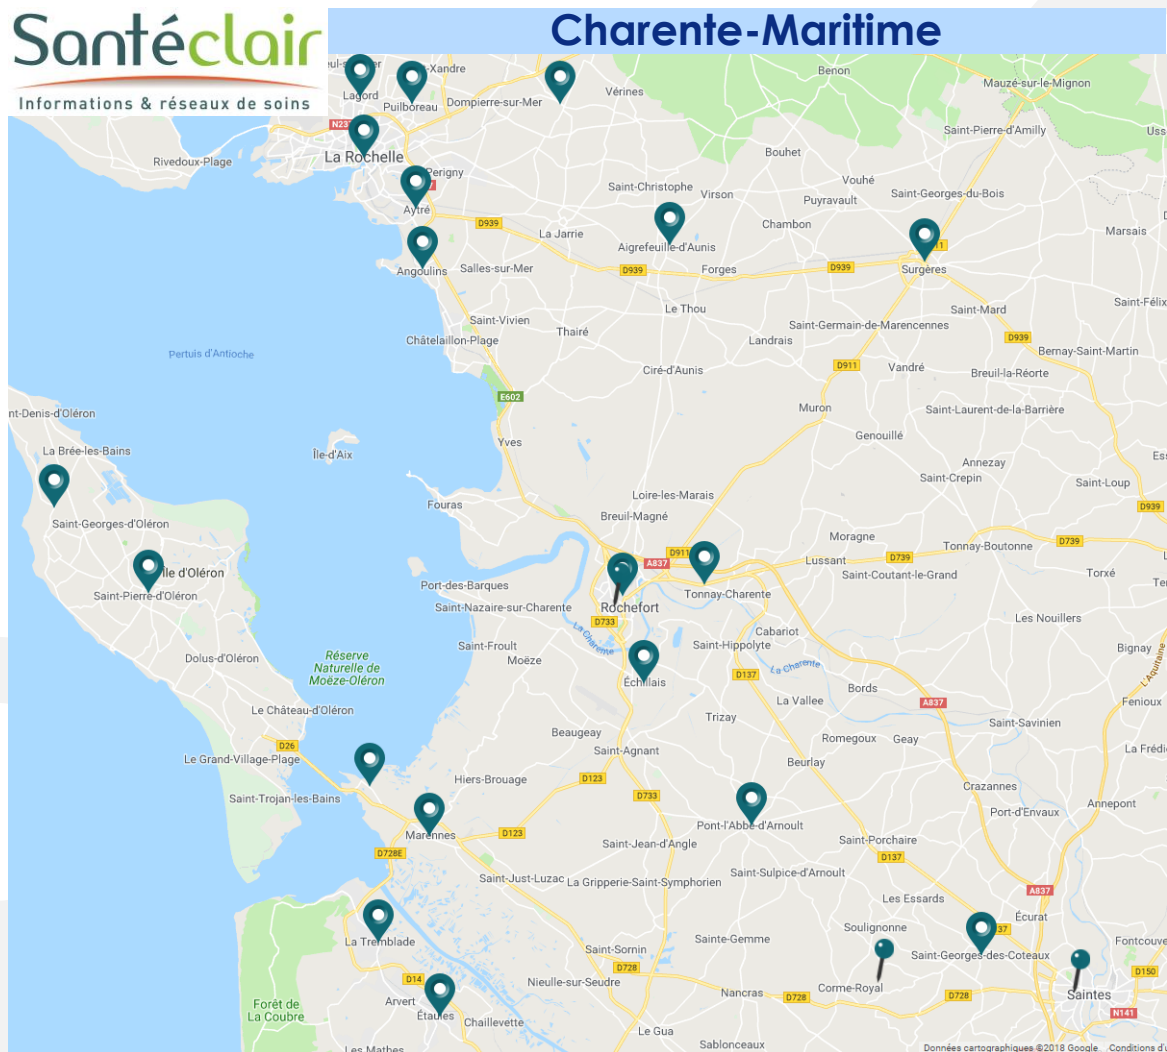 Santéclair
Informations & réseaux de soins
Charente-Maritime
Lagord
Xandre
Puilboreau
Dompierre-sur-Mer
Vérines
Benon
Mauzé-sur-le-Mignon
Saint-Pierre-d'Amilly
La Rochelle
Rivedoux-Plage
Perigny
Bouhet
Saint-Christophe
Virson
Vouhé
Puyravault
Saint-Georges-du-Bois
Aytré
D939
La Jarrie
Chambon
Marsais
Aigrefeuille-d'Aunis
Angoulins
Salles-sur-Mer
D939
Forges
D939
Surgères
Le Thou
Saint-Mard
Saint-Félix
Saint-Vivien
Thairé
Saint-Germain-de-Marencennes
Châtelaillon-Plage
Landrais
D939
Pertuis d'Antioche
Bernay-Saint-Martin
Ciré-d'Aunis
D911
Vandré
Breuil-la-Réorte
E602
Muron
Saint-Laurent-de-la-Barrière
nt-Denis-d'Oléron
Genouillé
La Brée-les-Bains
Île-d'Aix
Yves
Annezay
Saint-Crepin
Saint-Loup
Loire-les-Marais
Fouras
D939
Saint-Georges-d'Oléron
Breuil-Magné
Moragne
D739
Tonnay-Boutonne
D911
A837
Lussant
D739
Île d'Oléron
Saint-Coutant-le-Grand
Torxé
Port-des-Barques
Saint-Pierre-d'Oléron
Tonnay-Charente
Saint-Nazaire-sur-Charente
Rochefort
D733
Les Nouillers
Cabariot
La Charente
Saint-Froult
Saint-Hippolyte
Bignay
Réserve
Naturelle de
Moëze-Oléron
Dolus-d'Oléron
Moëze
La Charente
L'Aquitaine
D137
Échillais
Bords
La Vallee
A837
Fenioux
Le Château-d'Oléron
Trizay
Saint-Savinien
Beaugeay
Romegoux
Geay
D26
Saint-Agnant
La Frédi
Le Grand-Village-Plage
Beurlay
Hiers-Brouage
D123
Crazannes
Saint-Trojan-les-Bains
D733
Annepont
Port-d'Envaux
Pont-l'Abbé-d'Arnoult
Marennes
D123
Saint-Jean-d'Angle
Saint-Porchaire
D728E
D137
Saint-Just-Luzac
La Gripperie-Saint-Symphorien
Saint-Sulpice-d'Arnoult
A837
Les Essards
Écurat
Soulignonne
La Tremblade
Sainte-Gemme
Saint-Sornin
Saint-Georges-des-Coteaux
Fontcouve
D728
D150
D14
Nieulle-sur-Seudre
Corme-Royal
Nancras
D728
D728
Saintes
Arvert
Forêt de
La Coubre
Étaules
Chaillevette
N141
Le Gua
Sablonceaux
Les Mathes
Données cartographiques ©2018 Google
Conditions d'u